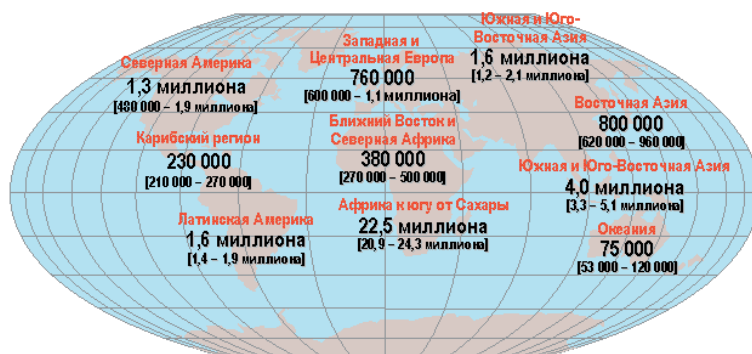 Южная и Юго-
Восточная Азия
1,6 миллиона
[1,2 – 2,1 миллиона]
Западная и
Центральная Европа
760 000
[600 000 – 1,1 миллиона]
Северная Америка
1,3 миллиона
[480 000 – 1,9 миллиона]
Восточная Азия
800 000
[620 000 – 960 000]
Ближний Восток и
Северная Африка
380 000
[270 000 – 500 000]
Карибский регион
230 000
[210 000 – 270 000]
Южная и Юго-Восточная Азия
4,0 миллиона
[3,3 – 5,1 миллиона]
Африка к югу от Сахары
22,5 миллиона
[20,9 – 24,3 миллиона]
Латинская Америка
1,6 миллиона
[1,4 – 1,9 миллиона]
Океания
75 000
[53 000 – 120 000]